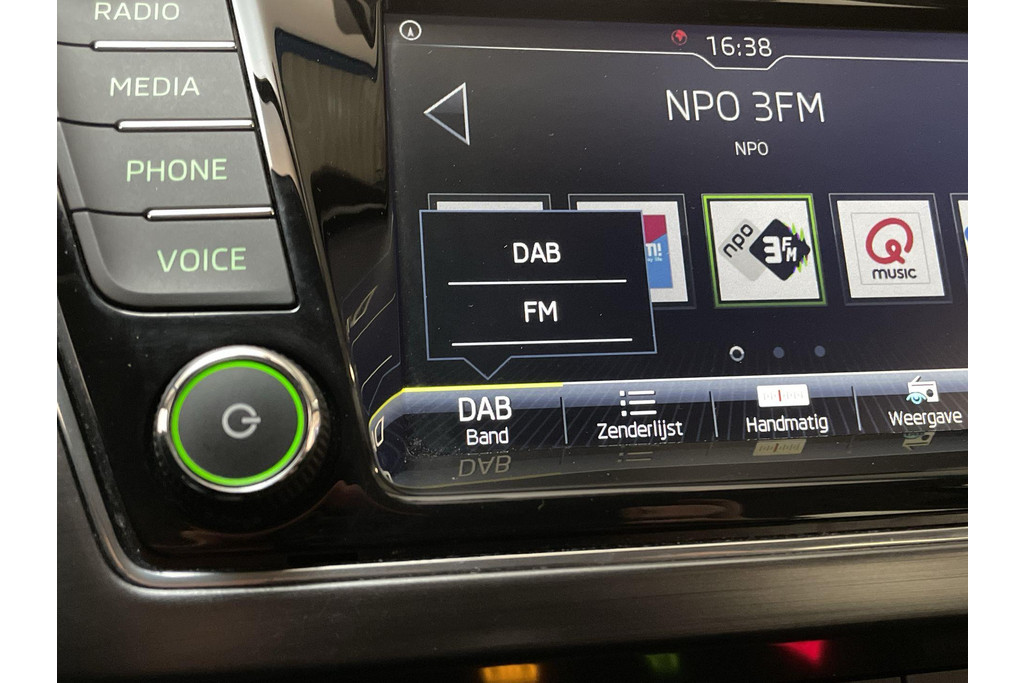 RADIO
MEDIA
PHONE
VOICE
16:38
NPO 3FM
NPO
npo
3FM
MUSIC
DAB
FM
DAB
Band
Zenderlijst
Handmatig
Weergave